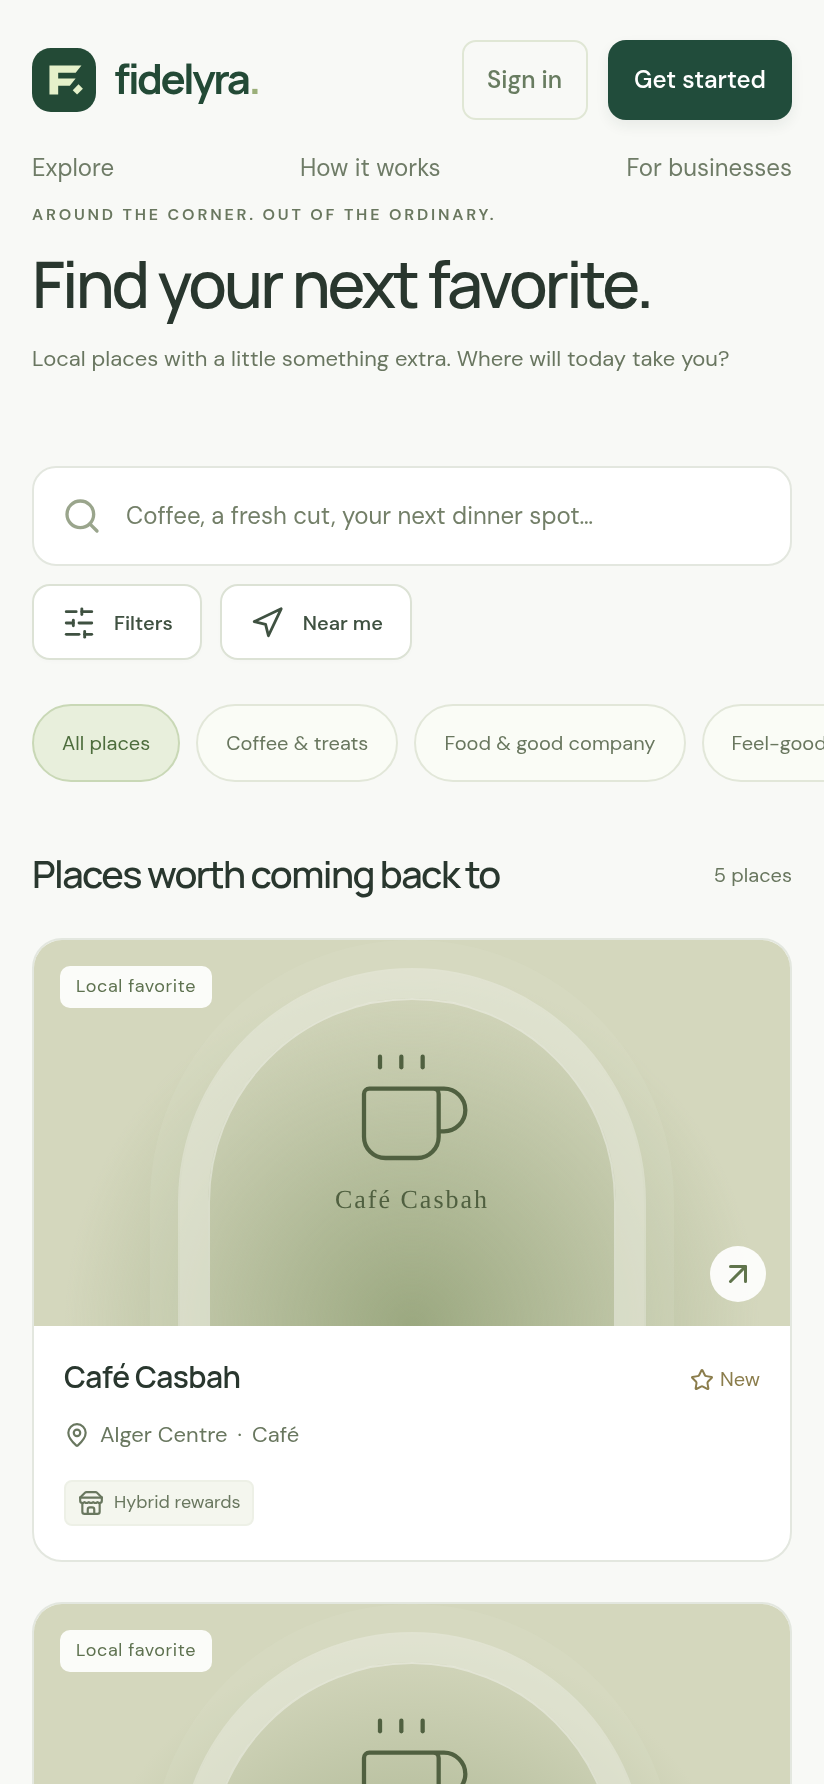 fidelyra.
Sign in
Get started
Explore
How it works
For businesses
AROUND THE CORNER. OUT OF THE ORDINARY.
Find your next favorite.
Local places with a little something extra. Where will today take you?
Coffee, a fresh cut, your next dinner spot...
Filters
Near me
All places
Coffee & treats
Food & good company
Feel-good
Places worth coming back to
5 places
Local favorite
Café Casbah
Café Casbah
New
Alger Centre · Café
Hybrid rewards
Local favorite